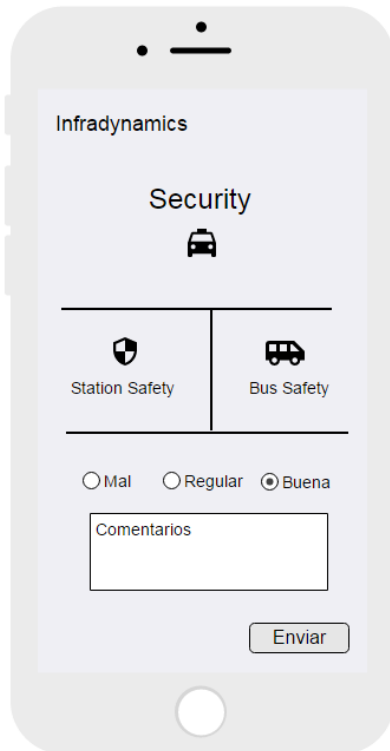 Infradynamics
Security
Station Safety Bus Safety
Mal Regular Buena
Comentarios
Enviar